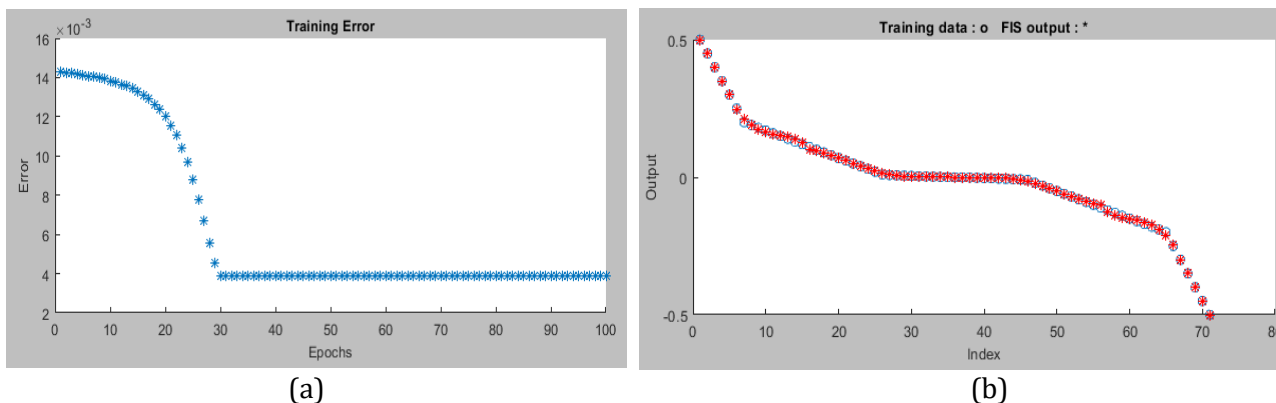 Training Error
×10⁻³
16
14
12
10
8
6
4
2
Error
0 10 20 30 40 50 60 70 80 90 100
Epochs
(a)
Training data : o FIS output : *
0.5
0
-0.5
Output
0 10 20 30 40 50 60 70 80
Index
(b)